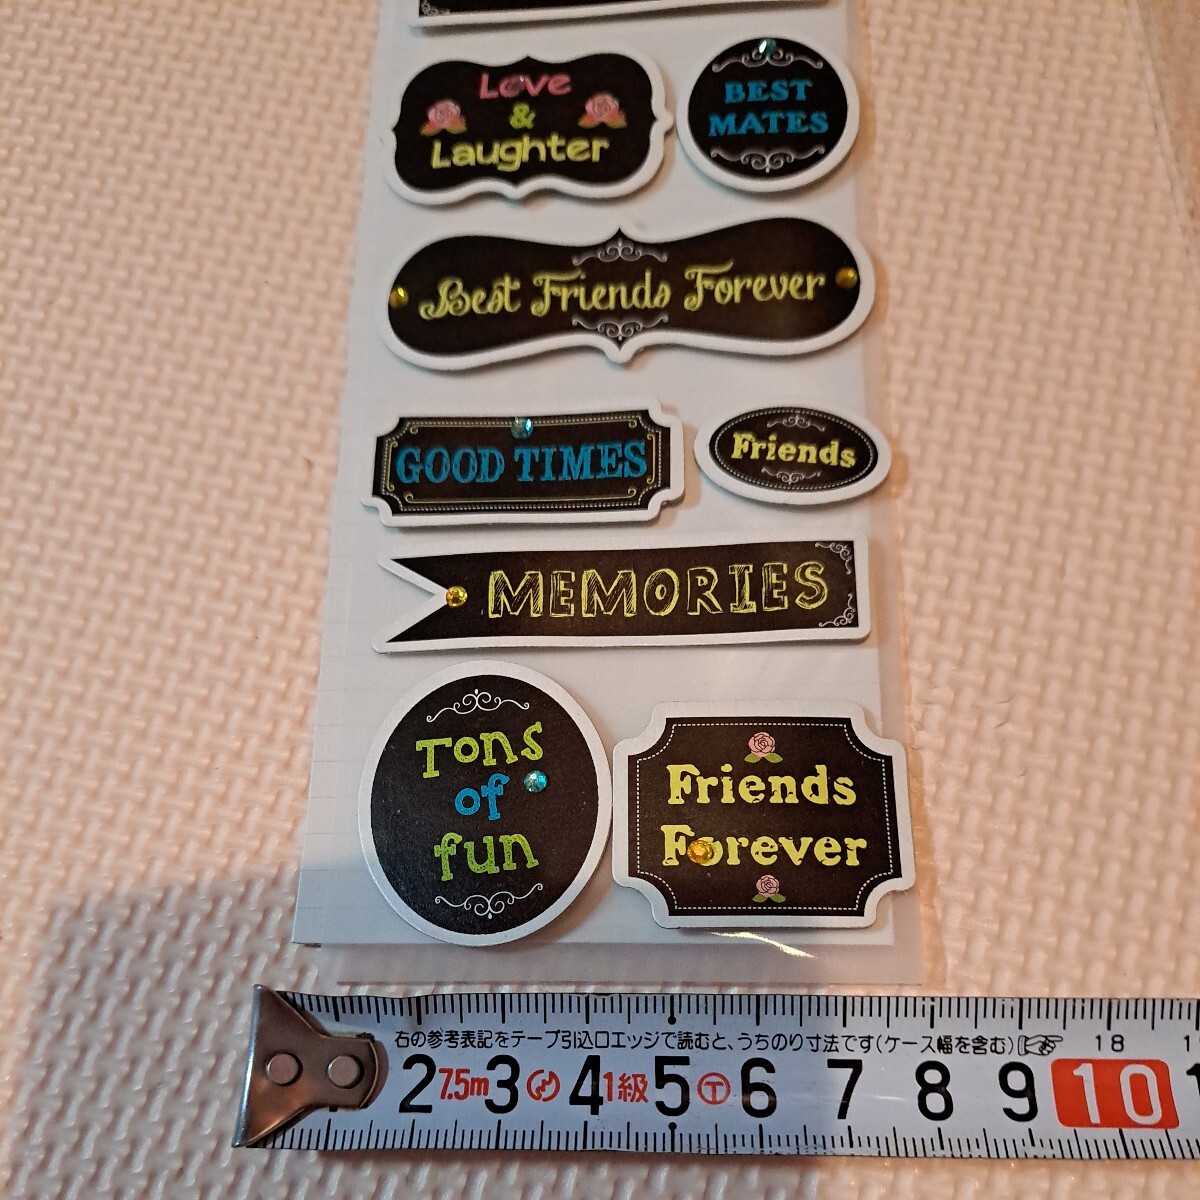 Love
&
Laughter
BEST
MATES
Best Friends Forever
GOOD TIMES
Friends
MEMORIES
Tons
of
fun
Friends
Forever
右の参考表記をテープ引込口エッジで読むと、うちのり寸法です(ケース幅を含む) 18
2 7.5m 3 4 1級 5 6 7 8 9 10